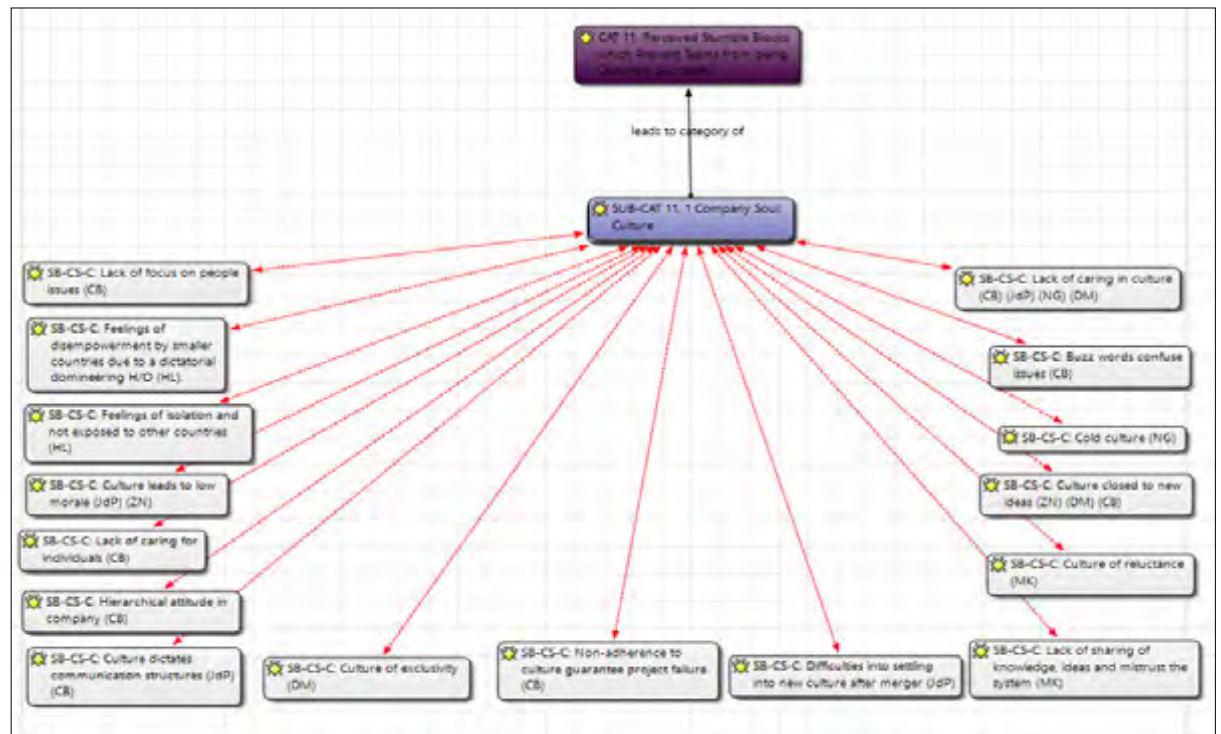 CAT 11: Perceived Stumble Blocks
which Prevent Teams from being
leads to category of
SUB-CAT 11. 1 Company Soul:
Culture
SB-CS-C: Lack of focus on people
issues (CB)
SB-CS-C: Feelings of
disempowerment by smaller
countries due to a dictatorial
domineering H/O (HL).
SB-CS-C: Feelings of isolation and
not exposed to other countries
(HL)
SB-CS-C: Culture leads to low
morale (JdP) (ZN)
SB-CS-C: Lack of caring for
individuals (CB)
SB-CS-C: Hierarchical attitude in
company (CB)
SB-CS-C: Culture dictates
communication structures (JdP)
(CB)
SB-CS-C: Culture of exclusivity
(DM)
SB-CS-C: Non-adherence to
culture guarantee project failure
(CB)
SB-CS-C: Difficulties into settling
into new culture after merger (JdP)
SB-CS-C: Lack of caring in culture
(CB) (JdP) (NG) (DM)
SB-CS-C: Buzz words confuse
issues (CB)
SB-CS-C: Cold culture (NG)
SB-CS-C: Culture closed to new
ideas (ZN) (DM) (CB)
SB-CS-C: Culture of reluctance
(MK)
SB-CS-C: Lack of sharing of
knowledge, ideas and mistrust the
system (MK)